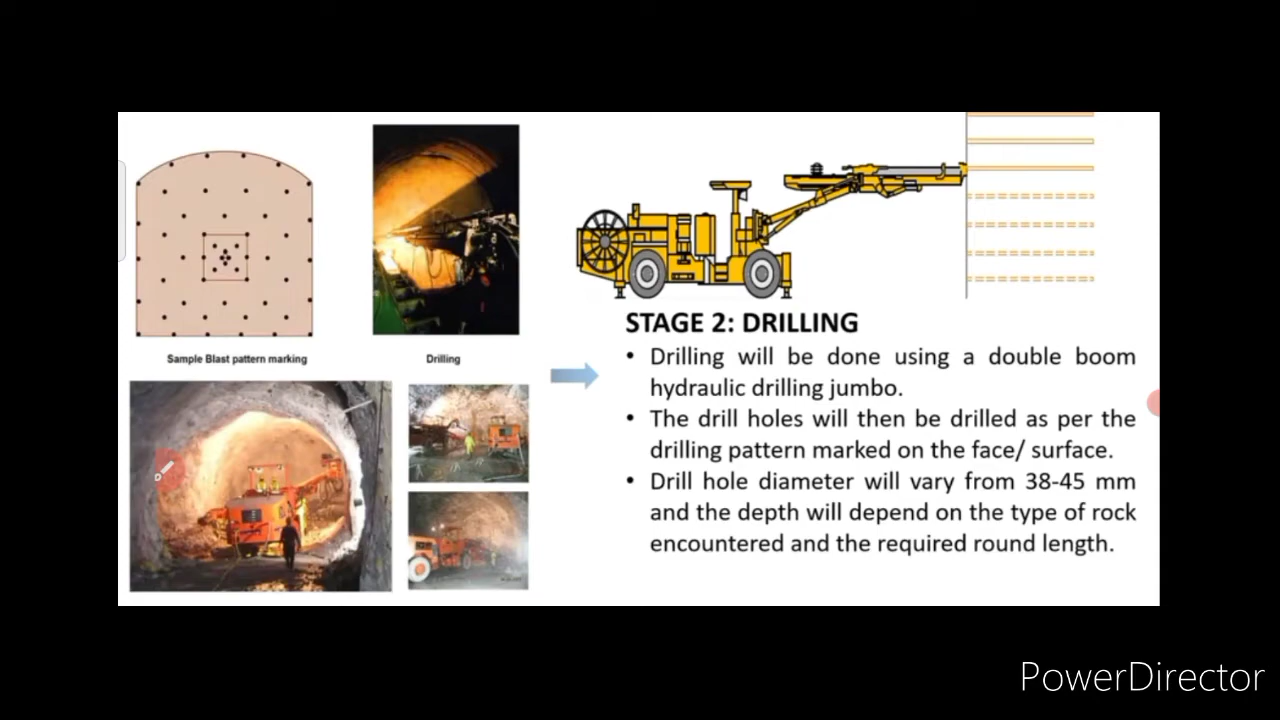 Sample Blast pattern marking
Drilling
STAGE 2: DRILLING
• Drilling will be done using a double boom
hydraulic drilling jumbo.
• The drill holes will then be drilled as per the
drilling pattern marked on the face/ surface.
• Drill hole diameter will vary from 38-45 mm
and the depth will depend on the type of rock
encountered and the required round length.
PowerDirector